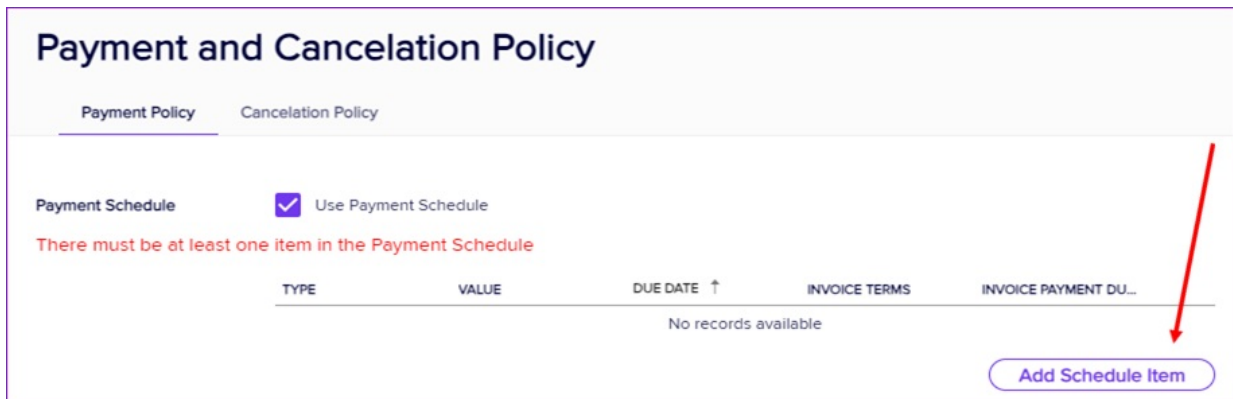 Payment and Cancelation Policy
Payment Policy Cancelation Policy
Payment Schedule Use Payment Schedule
There must be at least one item in the Payment Schedule
TYPE VALUE DUE DATE ↑ INVOICE TERMS INVOICE PAYMENT DU...
No records available
Add Schedule Item